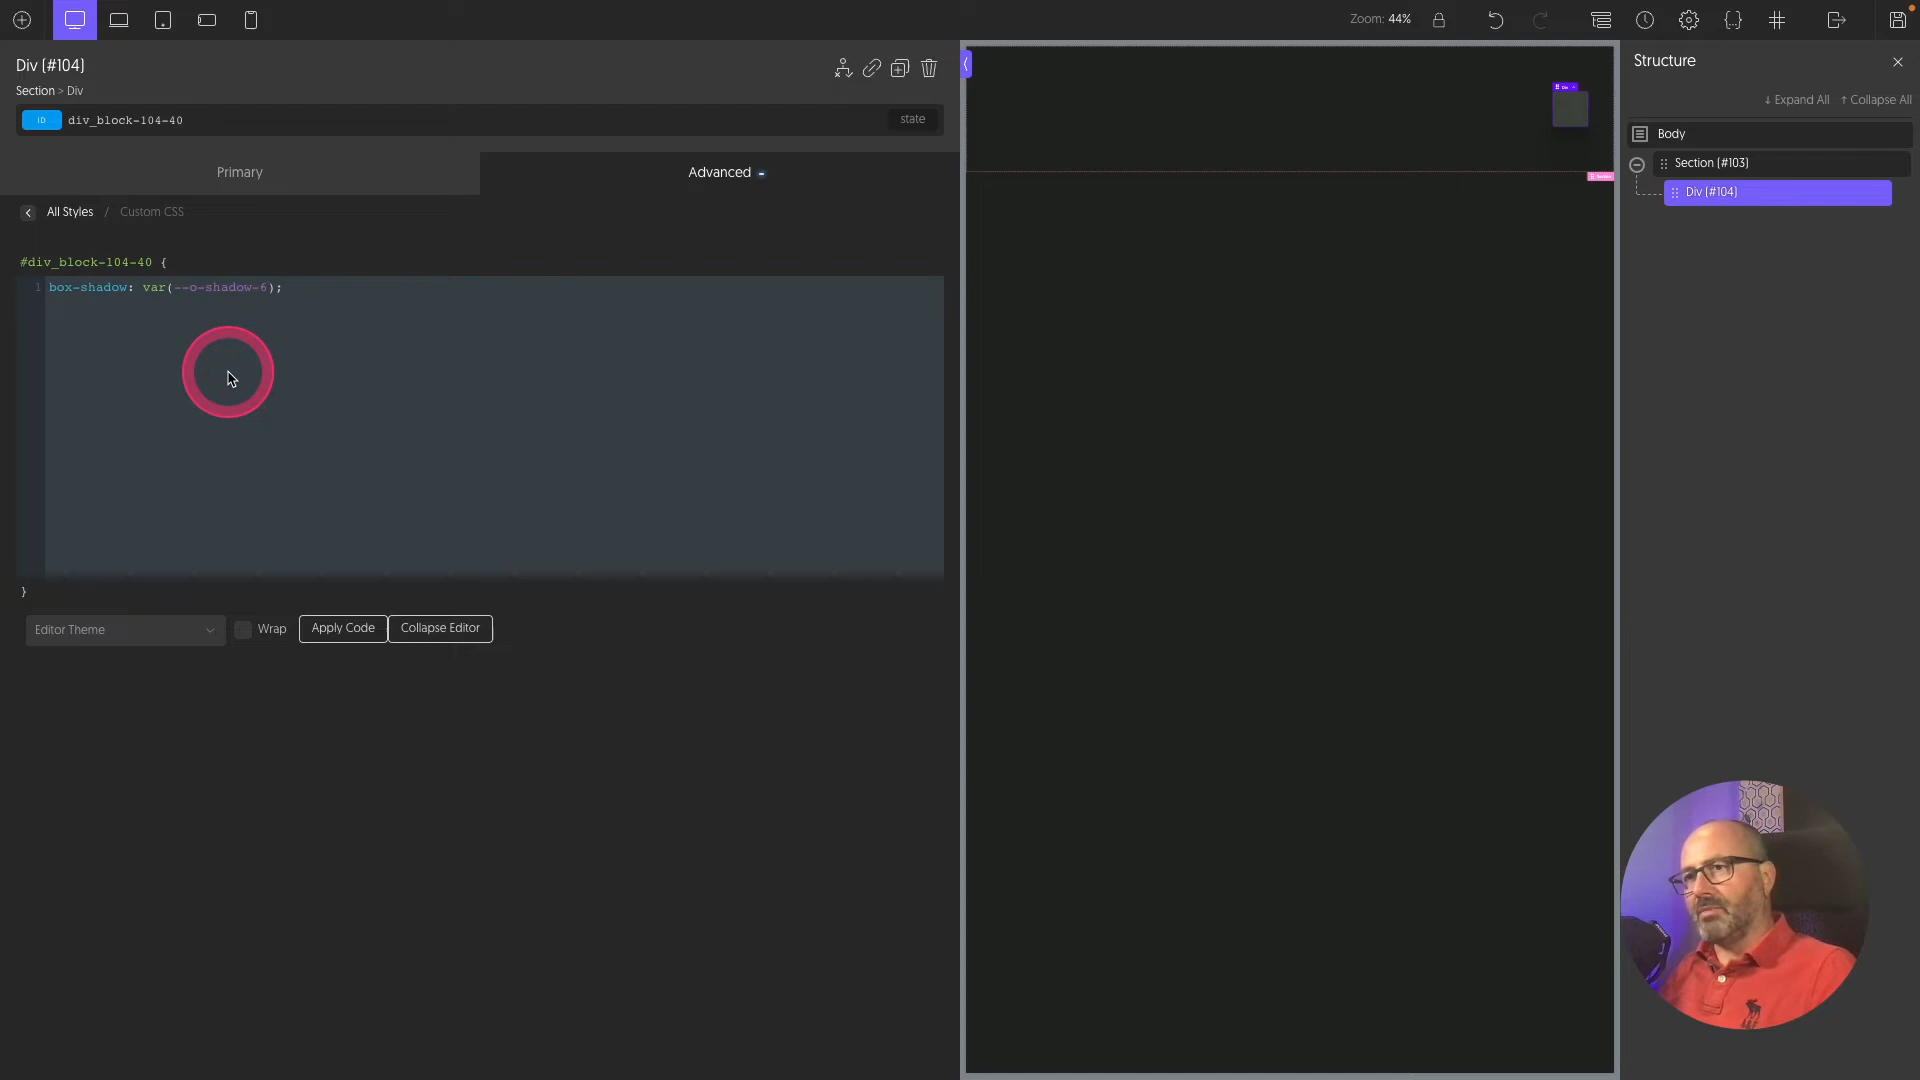 Zoom: 44%
Div (#104)
Section > Div
ID div_block-104-40 state
Primary
Advanced
All Styles / Custom CSS
#div_block-104-40 {
1 box-shadow: var(--o-shadow-6);
}
Editor Theme
Wrap
Apply Code
Collapse Editor
Div
Section
Structure
↓ Expand All ↑ Collapse All
Body
Section (#103)
Div (#104)